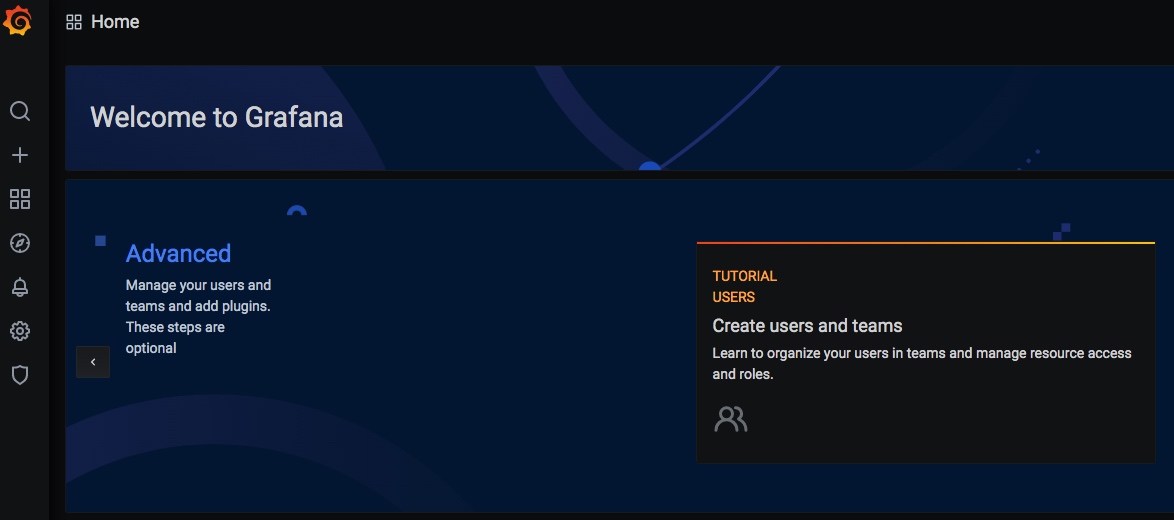 Home
Welcome to Grafana
Advanced
Manage your users and
teams and add plugins.
These steps are
optional
TUTORIAL
USERS
Create users and teams
Learn to organize your users in teams and manage resource access
and roles.